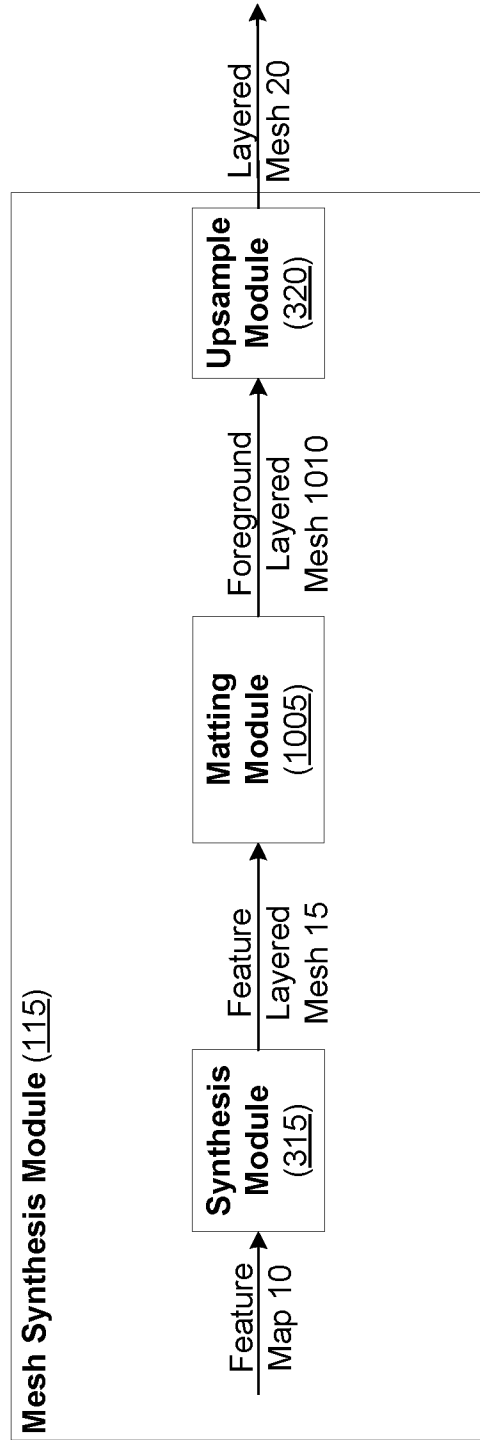 Mesh Synthesis Module (115)
Feature
Map 10
Synthesis
Module
(315)
Feature
Layered
Mesh 15
Matting
Module
(1005)
Foreground
Layered
Mesh 1010
Upsample
Module
(320)
Layered
Mesh 20